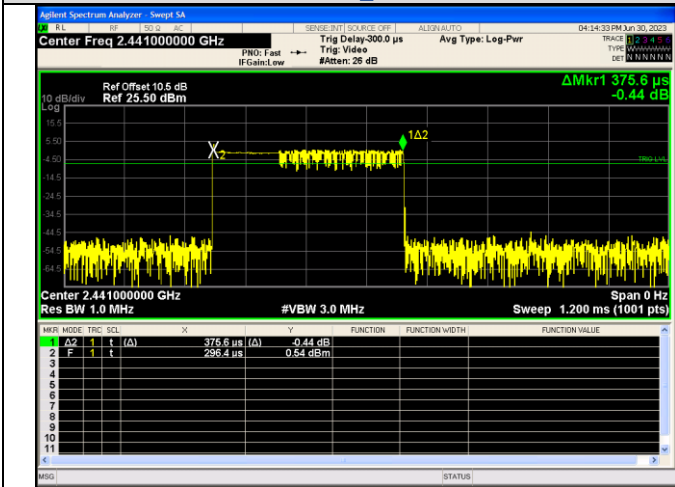 Agilent Spectrum Analyzer - Swept SA
RL RF 50 Ω AC SENSE:INT SOURCE OFF ALIGN AUTO 04:14:33 PM Jun 30, 2023
Center Freq 2.441000000 GHz Trig Delay-300.0 µs Avg Type: Log-Pwr TRACE 1 2 3 4 5 6
PNO: Fast Trig: Video TYPE
IFGain:Low #Atten: 26 dB DET N N N N N N
Ref Offset 10.5 dB ΔMkr1 375.6 µs
10 dB/div Ref 25.50 dBm -0.44 dB
Log
15.5
5.50
-4.50
-14.5
-24.5
-34.5
-44.5
-54.5
-64.5
X2
1Δ2
TRIG LVL
Center 2.441000000 GHz Span 0 Hz
Res BW 1.0 MHz #VBW 3.0 MHz Sweep 1.200 ms (1001 pts)
MKR MODE TRC SCL X Y FUNCTION FUNCTION WIDTH FUNCTION VALUE
1 Δ2 1 t (Δ) 375.6 µs (Δ) -0.44 dB
2 F 1 t 296.4 µs 0.54 dBm
3
4
5
6
7
8
9
10
11
MSG STATUS